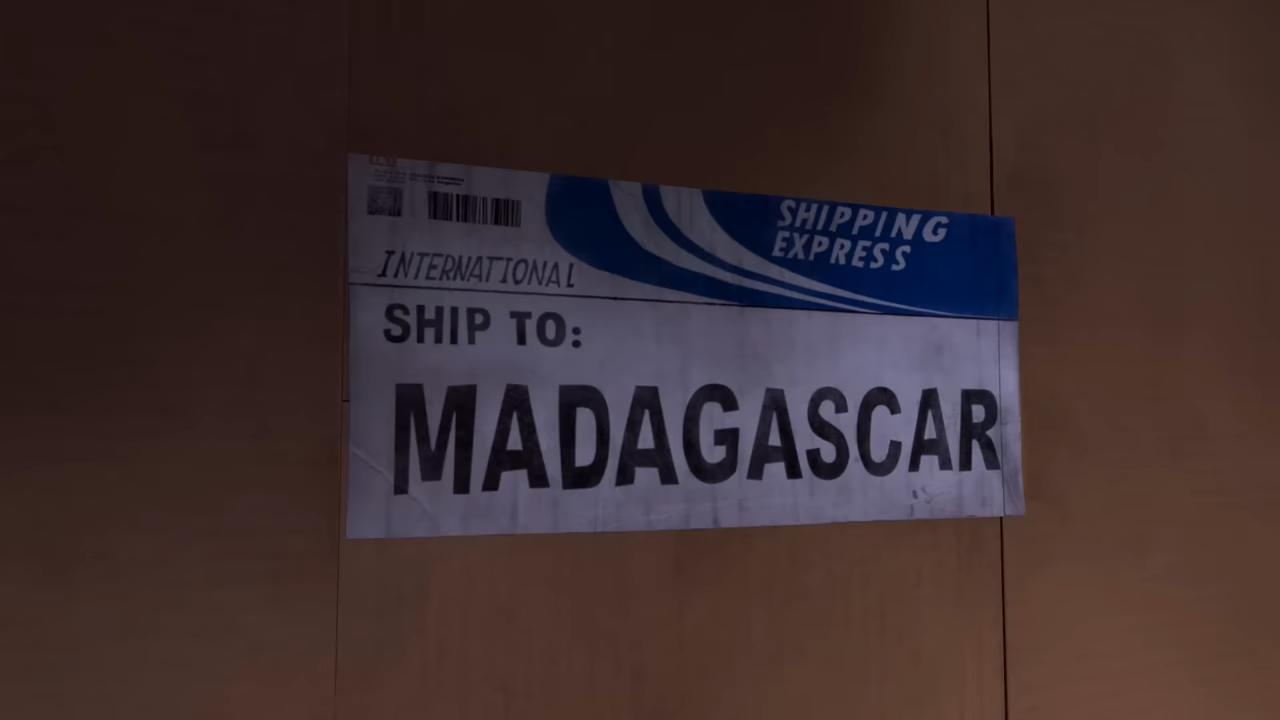 INTERNATIONAL
SHIPPING
EXPRESS
SHIP TO:
MADAGASCAR